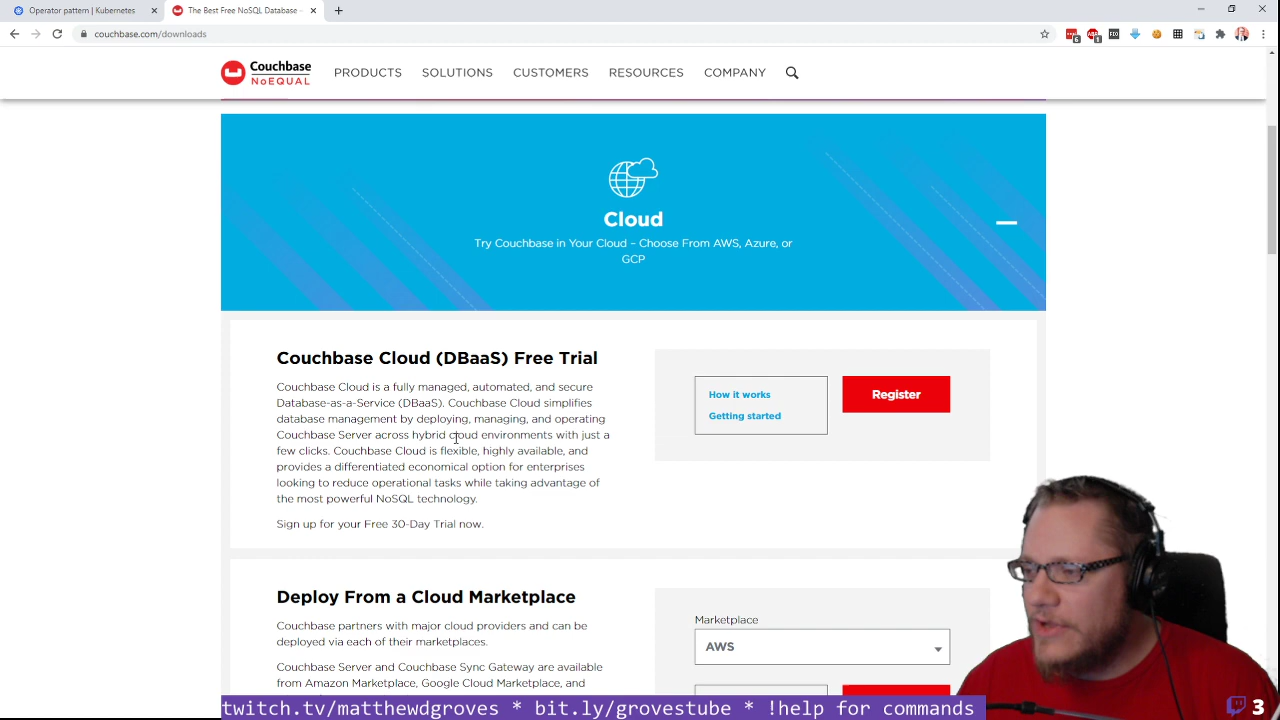 Operator pattern | Kubernetes
The Best Free NoSQL Database -
couchbase.com/downloads
Couchbase
NoEQUAL
PRODUCTS
SOLUTIONS
CUSTOMERS
RESOURCES
COMPANY
Cloud
Try Couchbase in Your Cloud – Choose From AWS, Azure, or
GCP
Couchbase Cloud (DBaaS) Free Trial
Couchbase Cloud is a fully managed, automated, and secure
Database-as-a-Service (DBaaS). Couchbase Cloud simplifies
database management by deploying, managing, and operating
Couchbase Server across hybrid cloud environments with just a
few clicks. Couchbase Cloud is flexible, highly available, and
provides a differentiated economical option for enterprises
looking to reduce operational tasks while taking advantage of
the most powerful NoSQL technology.
Sign up for your Free 30-Day Trial now.
How it works
Getting started
Register
Deploy From a Cloud Marketplace
Couchbase partners with major cloud providers and can be
deployed via each of their marketplaces.
Couchbase Server and Couchbase Sync Gateway are available
from Amazon Marketplace, Google Cloud Marketplace, and
Marketplace
AWS
twitch.tv/matthewdgroves * bit.ly/grovestube * !help for commands
3